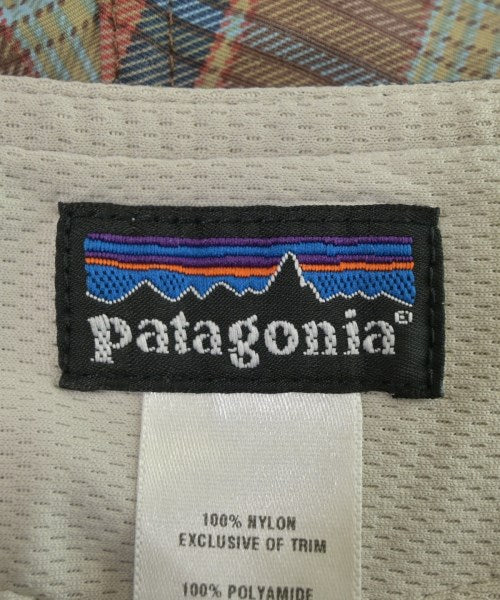 patagonia®
100% NYLON
EXCLUSIVE OF TRIM
100% POLYAMIDE